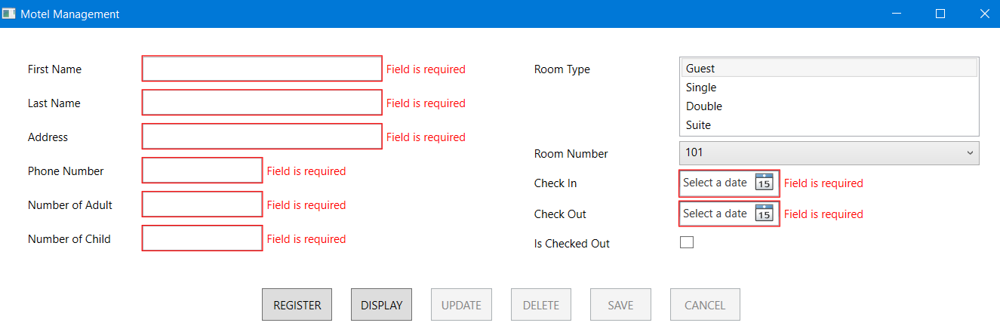 Motel Management
First Name Field is required
Last Name Field is required
Address Field is required
Phone Number Field is required
Number of Adult Field is required
Number of Child Field is required
Room Type Guest
Single
Double
Suite
Room Number 101
Check In Select a date 15 Field is required
Check Out Select a date 15 Field is required
Is Checked Out
REGISTER DISPLAY UPDATE DELETE SAVE CANCEL